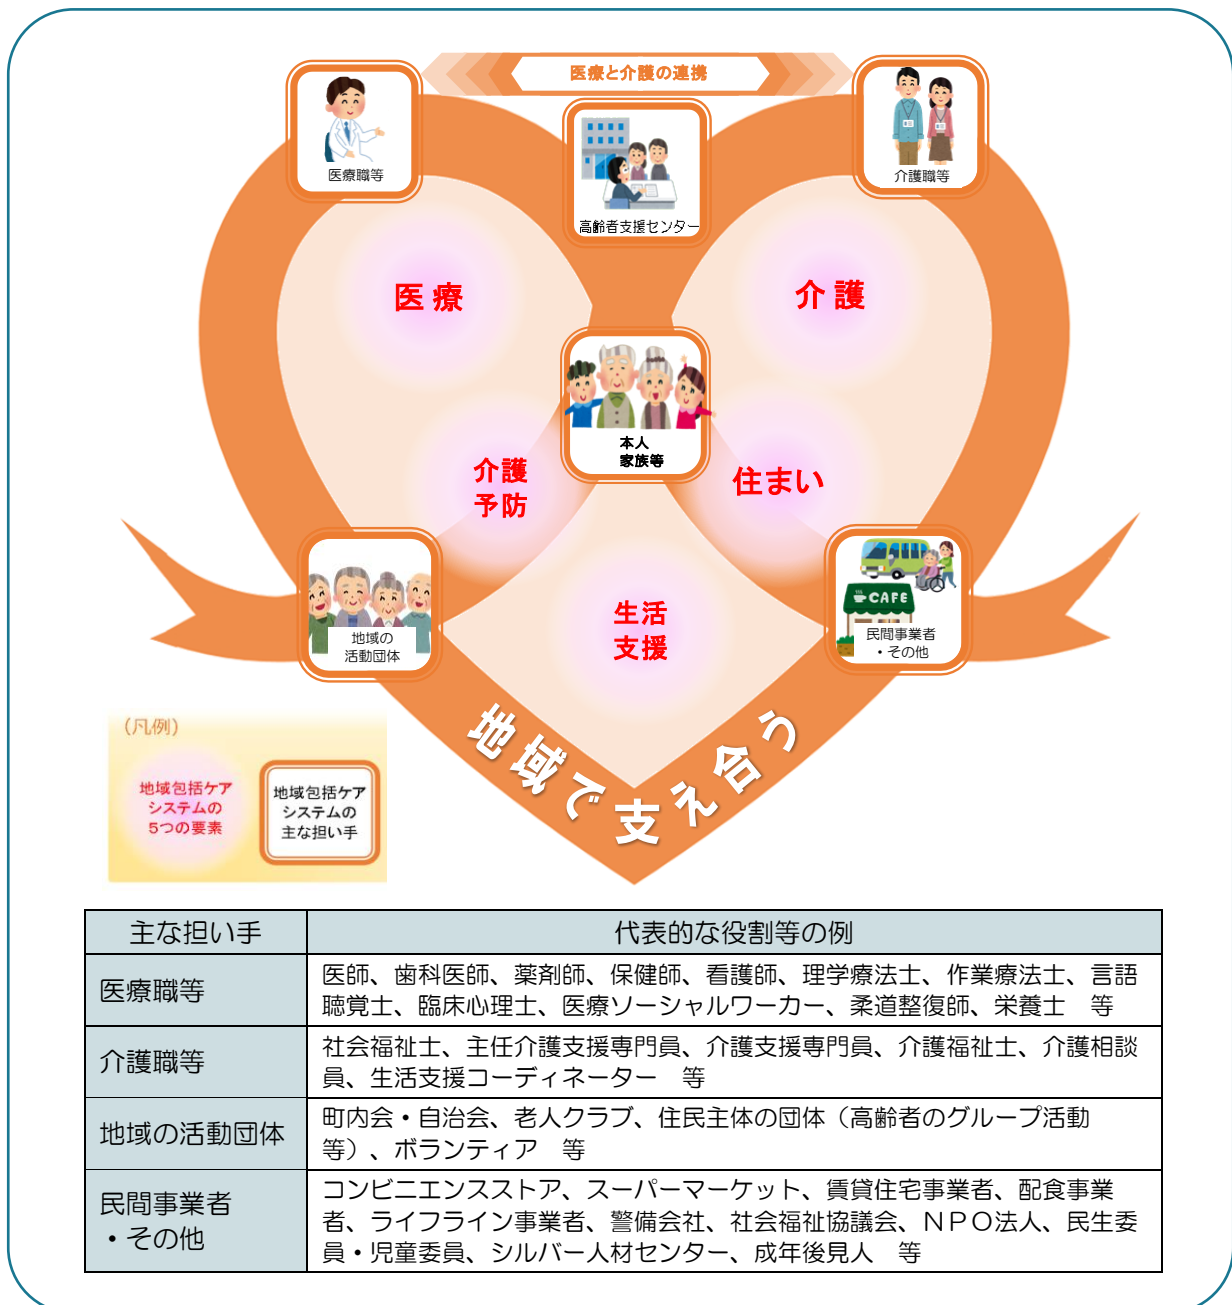 医療と介護の連携
医療職等
高齢者支援センター
介護職等
医療
介護
本人
家族等
介護
予防
住まい
生活
支援
地域の
活動団体
CAFE
民間事業者
・その他
地域で支え合う
（凡例）
地域包括ケア
システムの
5つの要素
地域包括ケア
システムの
主な担い手
主な担い手
代表的な役割等の例
医療職等
医師、歯科医師、薬剤師、保健師、看護師、理学療法士、作業療法士、言語
聴覚士、臨床心理士、医療ソーシャルワーカー、柔道整復師、栄養士　等
介護職等
社会福祉士、主任介護支援専門員、介護支援専門員、介護福祉士、介護相談
員、生活支援コーディネーター　等
地域の活動団体
町内会・自治会、老人クラブ、住民主体の団体（高齢者のグループ活動
等）、ボランティア　等
民間事業者
・その他
コンビニエンスストア、スーパーマーケット、賃貸住宅事業者、配食事業
者、ライフライン事業者、警備会社、社会福祉協議会、ＮＰＯ法人、民生委
員・児童委員、シルバー人材センター、成年後見人　等